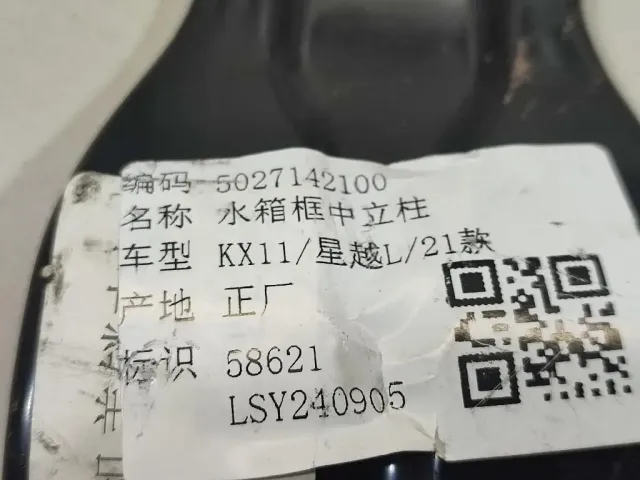 编码 5027142100
名称 水箱框中立柱
车型 KX11/星越L/21款
产地 正厂
标识 58621
LSY240905